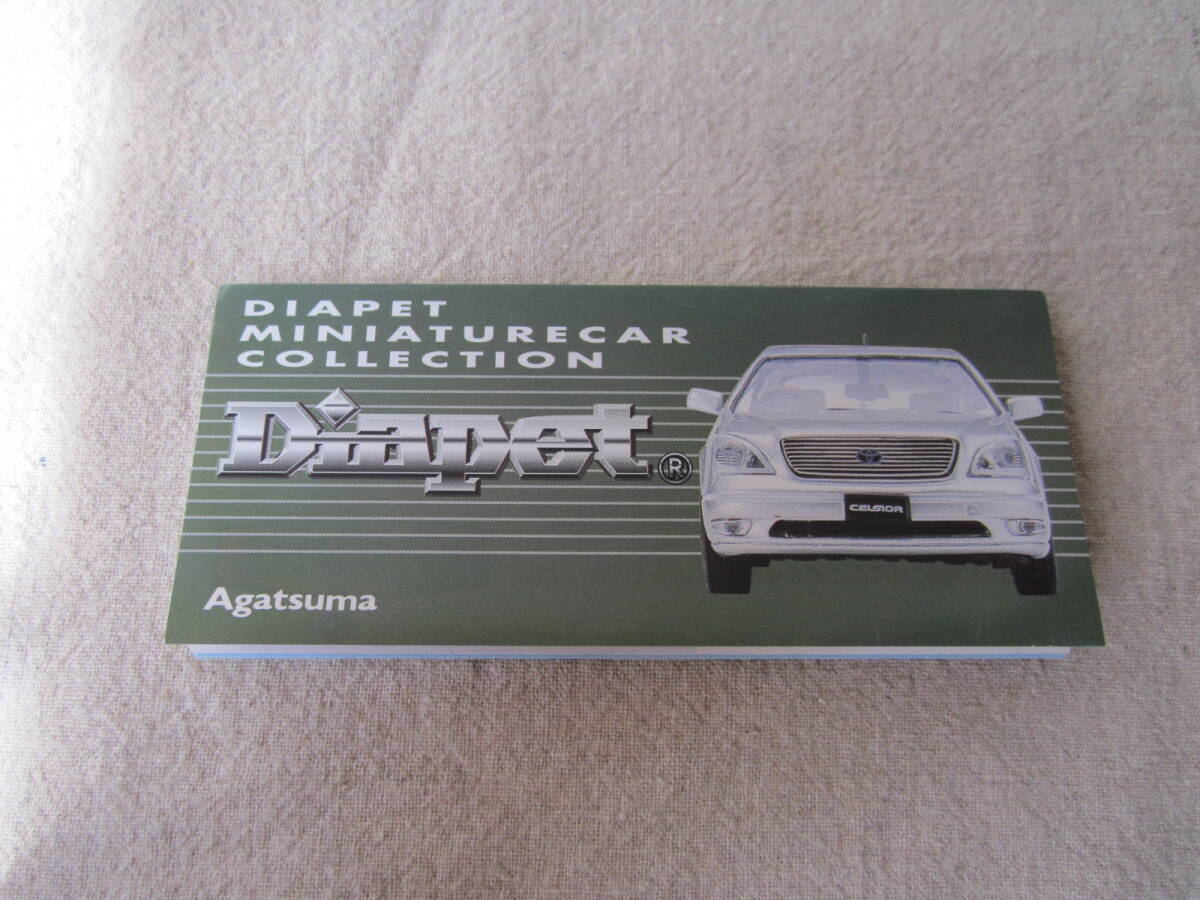 DIAPET
MINIATURECAR
COLLECTION
Diapet ®
CELSIOR
Agatsuma